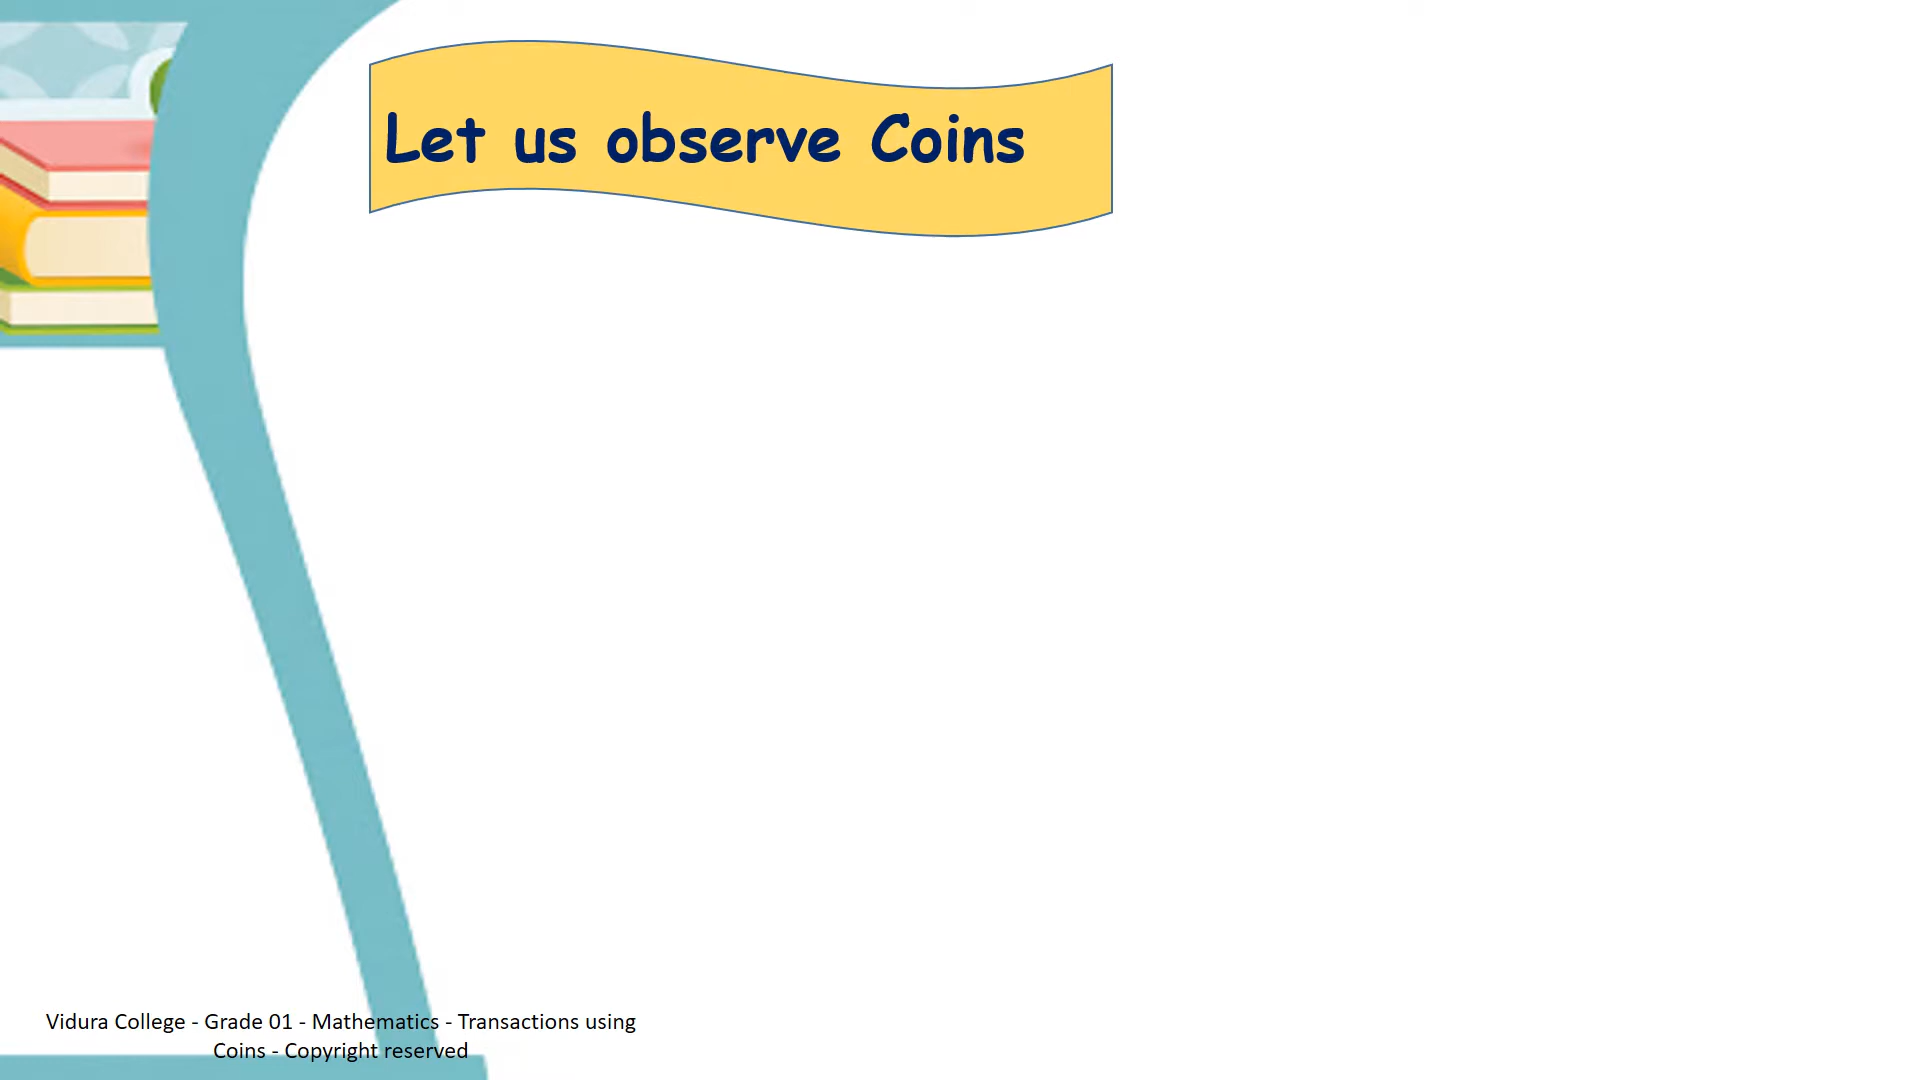 Let us observe Coins
Vidura College - Grade 01 - Mathematics - Transactions using
Coins - Copyright reserved